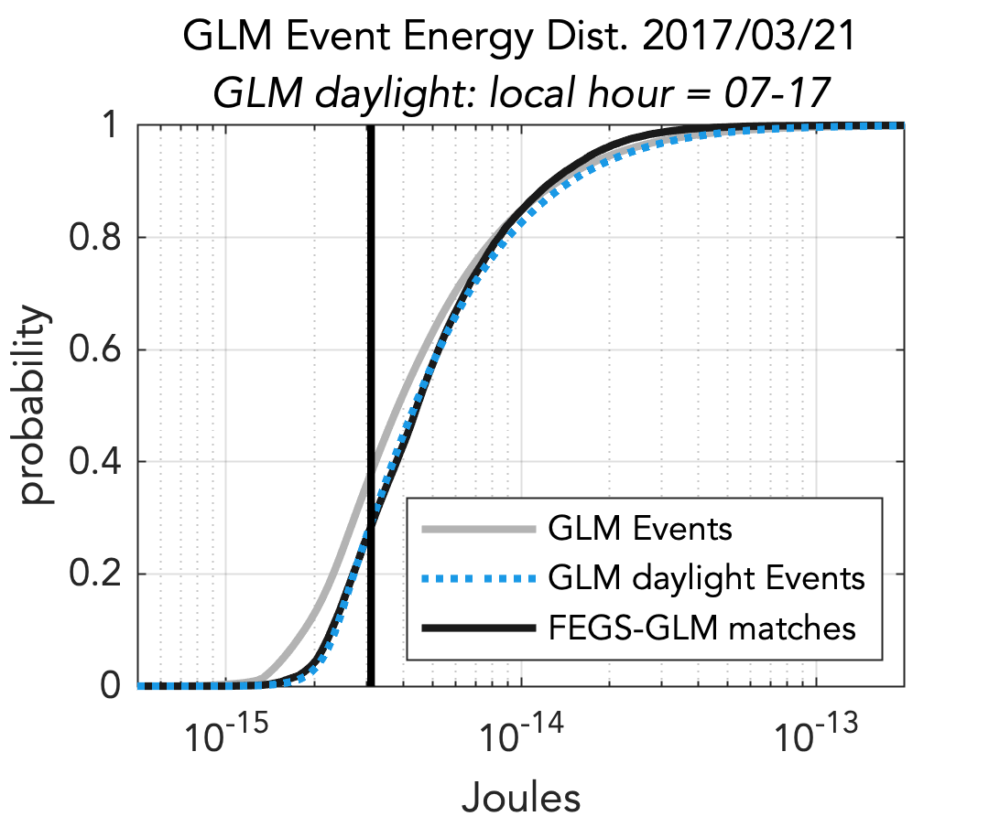 GLM Event Energy Dist. 2017/03/21
GLM daylight: local hour = 07-17
1
0.8
0.6
0.4
0.2
0
probability
GLM Events
GLM daylight Events
FEGS-GLM matches
10^-15 10^-14 10^-13
Joules